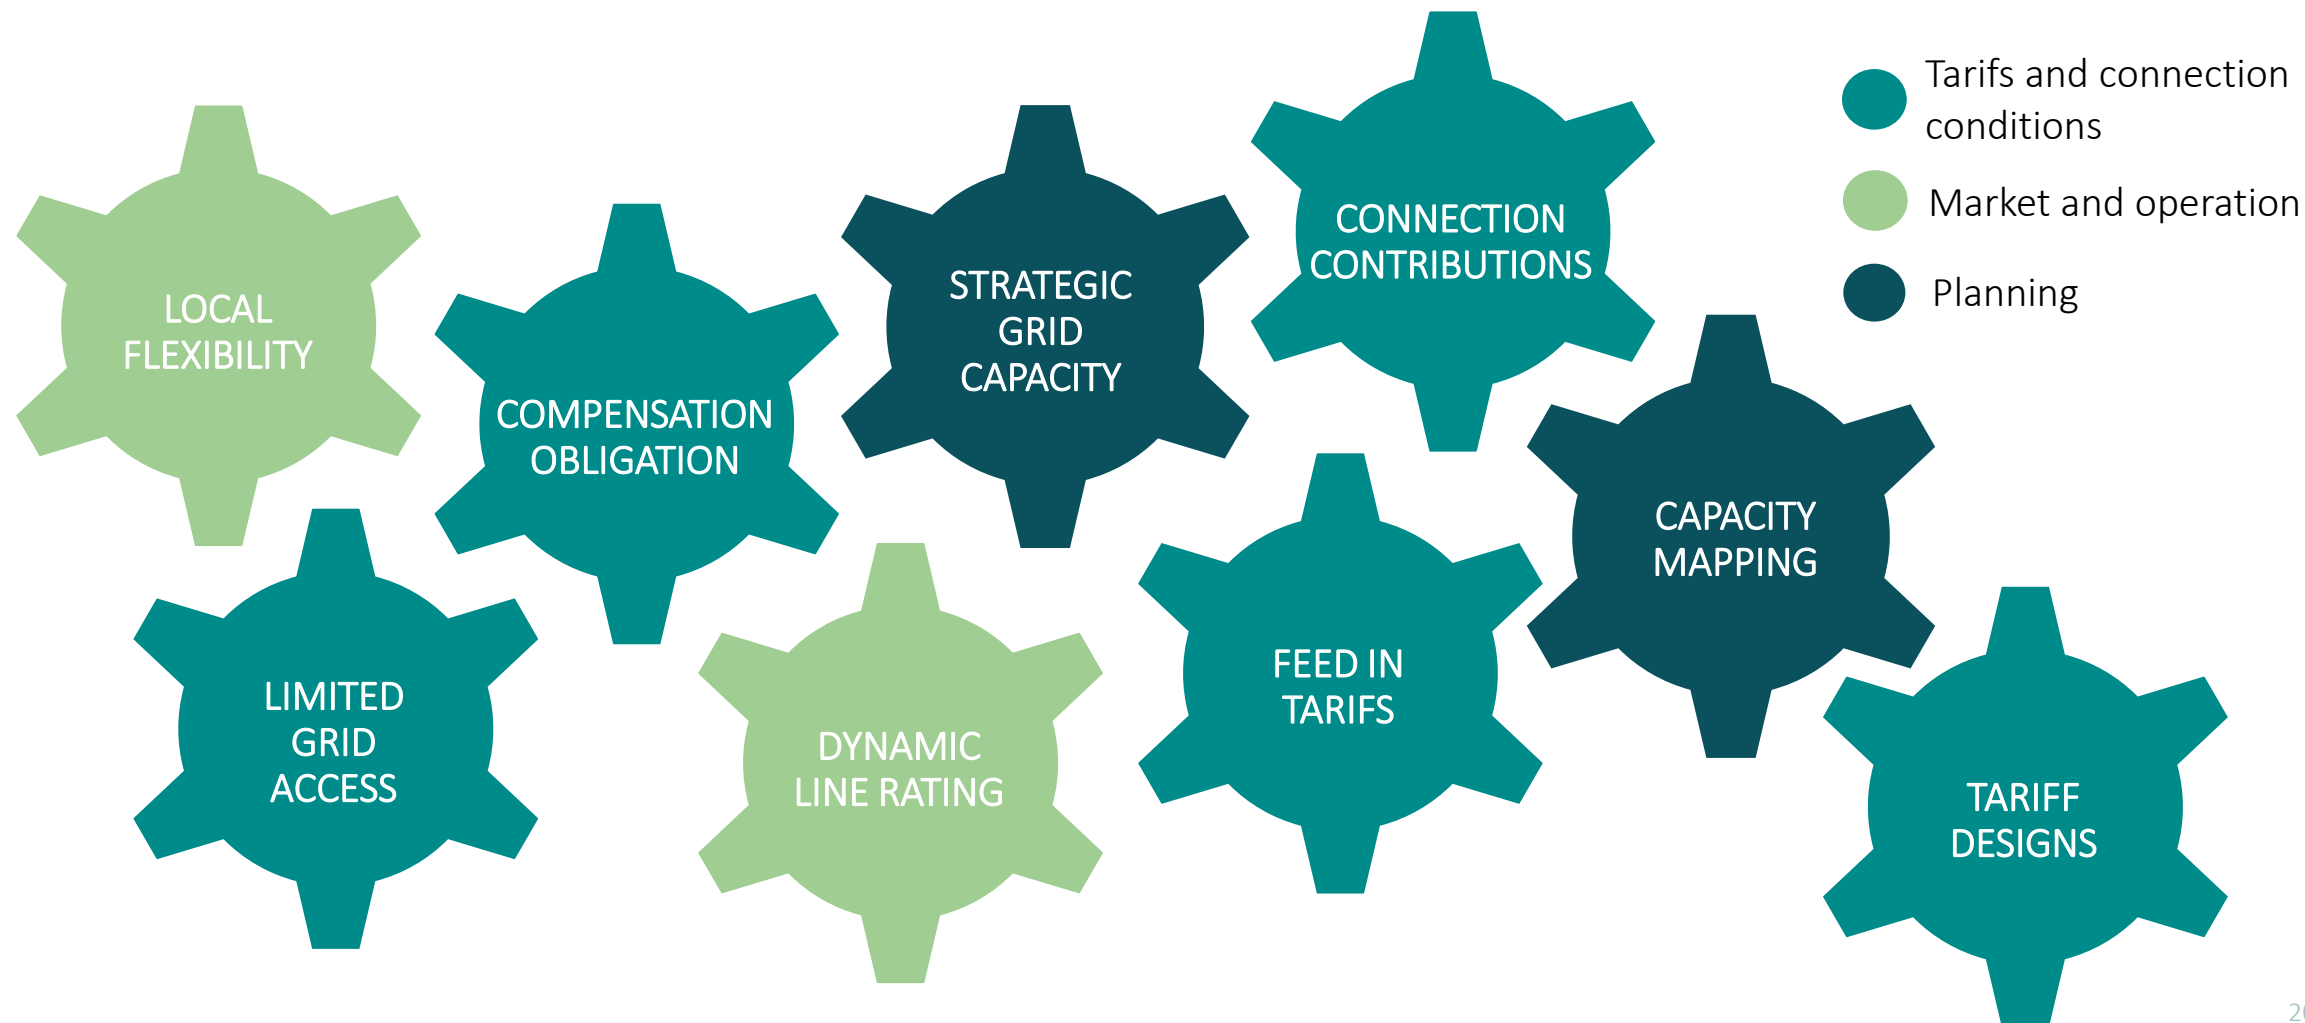 LOCAL
FLEXIBILITY
COMPENSATION
OBLIGATION
STRATEGIC
GRID
CAPACITY
CONNECTION
CONTRIBUTIONS
Tarifs and connection
conditions
Market and operation
Planning
LIMITED
GRID
ACCESS
DYNAMIC
LINE RATING
FEED IN
TARIFS
CAPACITY
MAPPING
TARIFF
DESIGNS